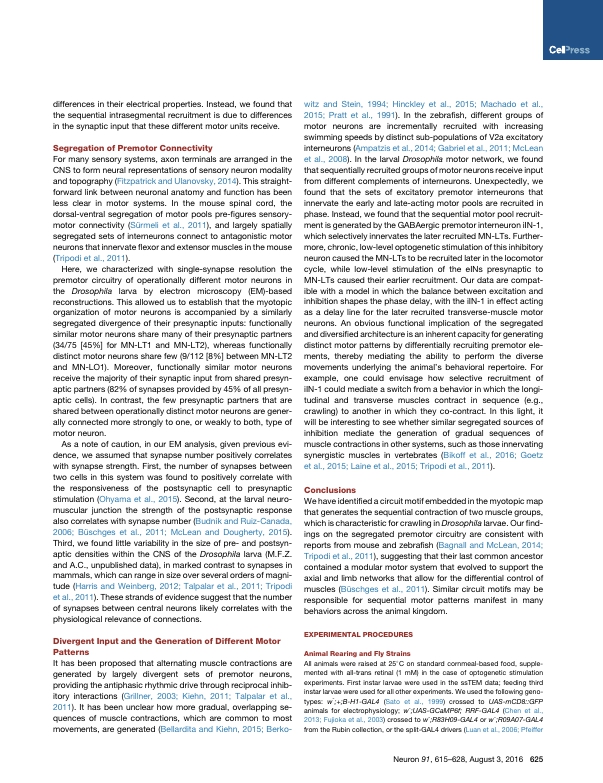 CellPress
differences in their electrical properties. Instead, we found that
the sequential intrasegmental recruitment is due to differences
in the synaptic input that these different motor units receive.
Segregation of Premotor Connectivity
For many sensory systems, axon terminals are arranged in the
CNS to form neural representations of sensory neuron modality
and topography (Fitzpatrick and Ulanovsky, 2014). This straight-
forward link between neuronal anatomy and function has been
less clear in motor systems. In the mouse spinal cord, the
dorsal-ventral segregation of motor pools pre-figures sensory-
motor connectivity (Sürmeli et al., 2011), and largely spatially
segregated sets of interneurons connect to antagonistic motor
neurons that innervate flexor and extensor muscles in the mouse
(Tripodi et al., 2011).
Here, we characterized with single-synapse resolution the
premotor circuitry of operationally different motor neurons in
the Drosophila larva by electron microscopy (EM)-based
reconstructions. This allowed us to establish that the myotopic
organization of motor neurons is accompanied by a similarly
segregated divergence of their presynaptic inputs: functionally
similar motor neurons share many of their presynaptic partners
(34/75 [45%] for MN-LT1 and MN-LT2), whereas functionally
distinct motor neurons share few (9/112 [8%] between MN-LT2
and MN-LO1). Moreover, functionally similar motor neurons
receive the majority of their synaptic input from shared presyn-
aptic partners (82% of synapses provided by 45% of all presyn-
aptic cells). In contrast, the few presynaptic partners that are
shared between operationally distinct motor neurons are gener-
ally connected more strongly to one, or weakly to both, type of
motor neuron.
As a note of caution, in our EM analysis, given previous evi-
dence, we assumed that synapse number positively correlates
with synapse strength. First, the number of synapses between
two cells in this system was found to positively correlate with
the responsiveness of the postsynaptic cell to presynaptic
stimulation (Ohyama et al., 2015). Second, at the larval neuro-
muscular junction the strength of the postsynaptic response
also correlates with synapse number (Budnik and Ruiz-Canada,
2006; Büschges et al., 2011; McLean and Dougherty, 2015).
Third, we found little variability in the size of pre- and postsyn-
aptic densities within the CNS of the Drosophila larva (M.F.Z.
and A.C., unpublished data), in marked contrast to synapses in
mammals, which can range in size over several orders of magni-
tude (Harris and Weinberg, 2012; Talpalar et al., 2011; Tripodi
et al., 2011). These strands of evidence suggest that the number
of synapses between central neurons likely correlates with the
physiological relevance of connections.
Divergent Input and the Generation of Different Motor
Patterns
It has been proposed that alternating muscle contractions are
generated by largely divergent sets of premotor neurons,
providing the antiphasic rhythmic drive through reciprocal inhib-
itory interactions (Grillner, 2003; Kiehn, 2011; Talpalar et al.,
2011). It has been unclear how more gradual, overlapping se-
quences of muscle contractions, which are common to most
movements, are generated (Bellardita and Kiehn, 2015; Berko-
witz and Stein, 1994; Hinckley et al., 2015; Machado et al.,
2015; Pratt et al., 1991). In the zebrafish, different groups of
motor neurons are incrementally recruited with increasing
swimming speeds by distinct sub-populations of V2a excitatory
interneurons (Ampatzis et al., 2014; Gabriel et al., 2011; McLean
et al., 2008). In the larval Drosophila motor network, we found
that sequentially recruited groups of motor neurons receive input
from different complements of interneurons. Unexpectedly, we
found that the sets of excitatory premotor interneurons that
innervate the early and late-acting motor pools are recruited in
phase. Instead, we found that the sequential motor pool recruit-
ment is generated by the GABAergic premotor interneuron iIN-1,
which selectively innervates the later recruited MN-LTs. Further-
more, chronic, low-level optogenetic stimulation of this inhibitory
neuron caused the MN-LTs to be recruited later in the locomotor
cycle, while low-level stimulation of the eINs presynaptic to
MN-LTs caused their earlier recruitment. Our data are compat-
ible with a model in which the balance between excitation and
inhibition shapes the phase delay, with the iIN-1 in effect acting
as a delay line for the later recruited transverse-muscle motor
neurons. An obvious functional implication of the segregated
and diversified architecture is an inherent capacity for generating
distinct motor patterns by differentially recruiting premotor ele-
ments, thereby mediating the ability to perform the diverse
movements underlying the animal's behavioral repertoire. For
example, one could envisage how selective recruitment of
iIN-1 could mediate a switch from a behavior in which the longi-
tudinal and transverse muscles contract in sequence (e.g.,
crawling) to another in which they co-contract. In this light, it
will be interesting to see whether similar segregated sources of
inhibition mediate the generation of gradual sequences of
muscle contractions in other systems, such as those innervating
synergistic muscles in vertebrates (Bikoff et al., 2016; Goetz
et al., 2015; Laine et al., 2015; Tripodi et al., 2011).
Conclusions
We have identified a circuit motif embedded in the myotopic map
that generates the sequential contraction of two muscle groups,
which is characteristic for crawling in Drosophila larvae. Our find-
ings on the segregated premotor circuitry are consistent with
reports from mouse and zebrafish (Bagnall and McLean, 2014;
Tripodi et al., 2011), suggesting that their last common ancestor
contained a modular motor system that evolved to support the
axial and limb networks that allow for the differential control of
muscles (Büschges et al., 2011). Similar circuit motifs may be
responsible for sequential motor patterns manifest in many
behaviors across the animal kingdom.
EXPERIMENTAL PROCEDURES
Animal Rearing and Fly Strains
All animals were raised at 25°C on standard cornmeal-based food, supple-
mented with all-trans retinal (1 mM) in the case of optogenetic stimulation
experiments. First instar larvae were used in the ssTEM data; feeding third
instar larvae were used for all other experiments. We used the following geno-
types: w⁻;+;B-H1-GAL4 (Sato et al., 1999) crossed to UAS-mCD8::GFP
animals for electrophysiology; w⁻;UAS-GCaMP6f; RRF-GAL4 (Chen et al.,
2013; Fujioka et al., 2003) crossed to w⁻;R83H09-GAL4 or w⁻;R09A07-GAL4
from the Rubin collection, or the split-GAL4 drivers (Luan et al., 2006; Pfeiffer
Neuron 91, 615–628, August 3, 2016 625